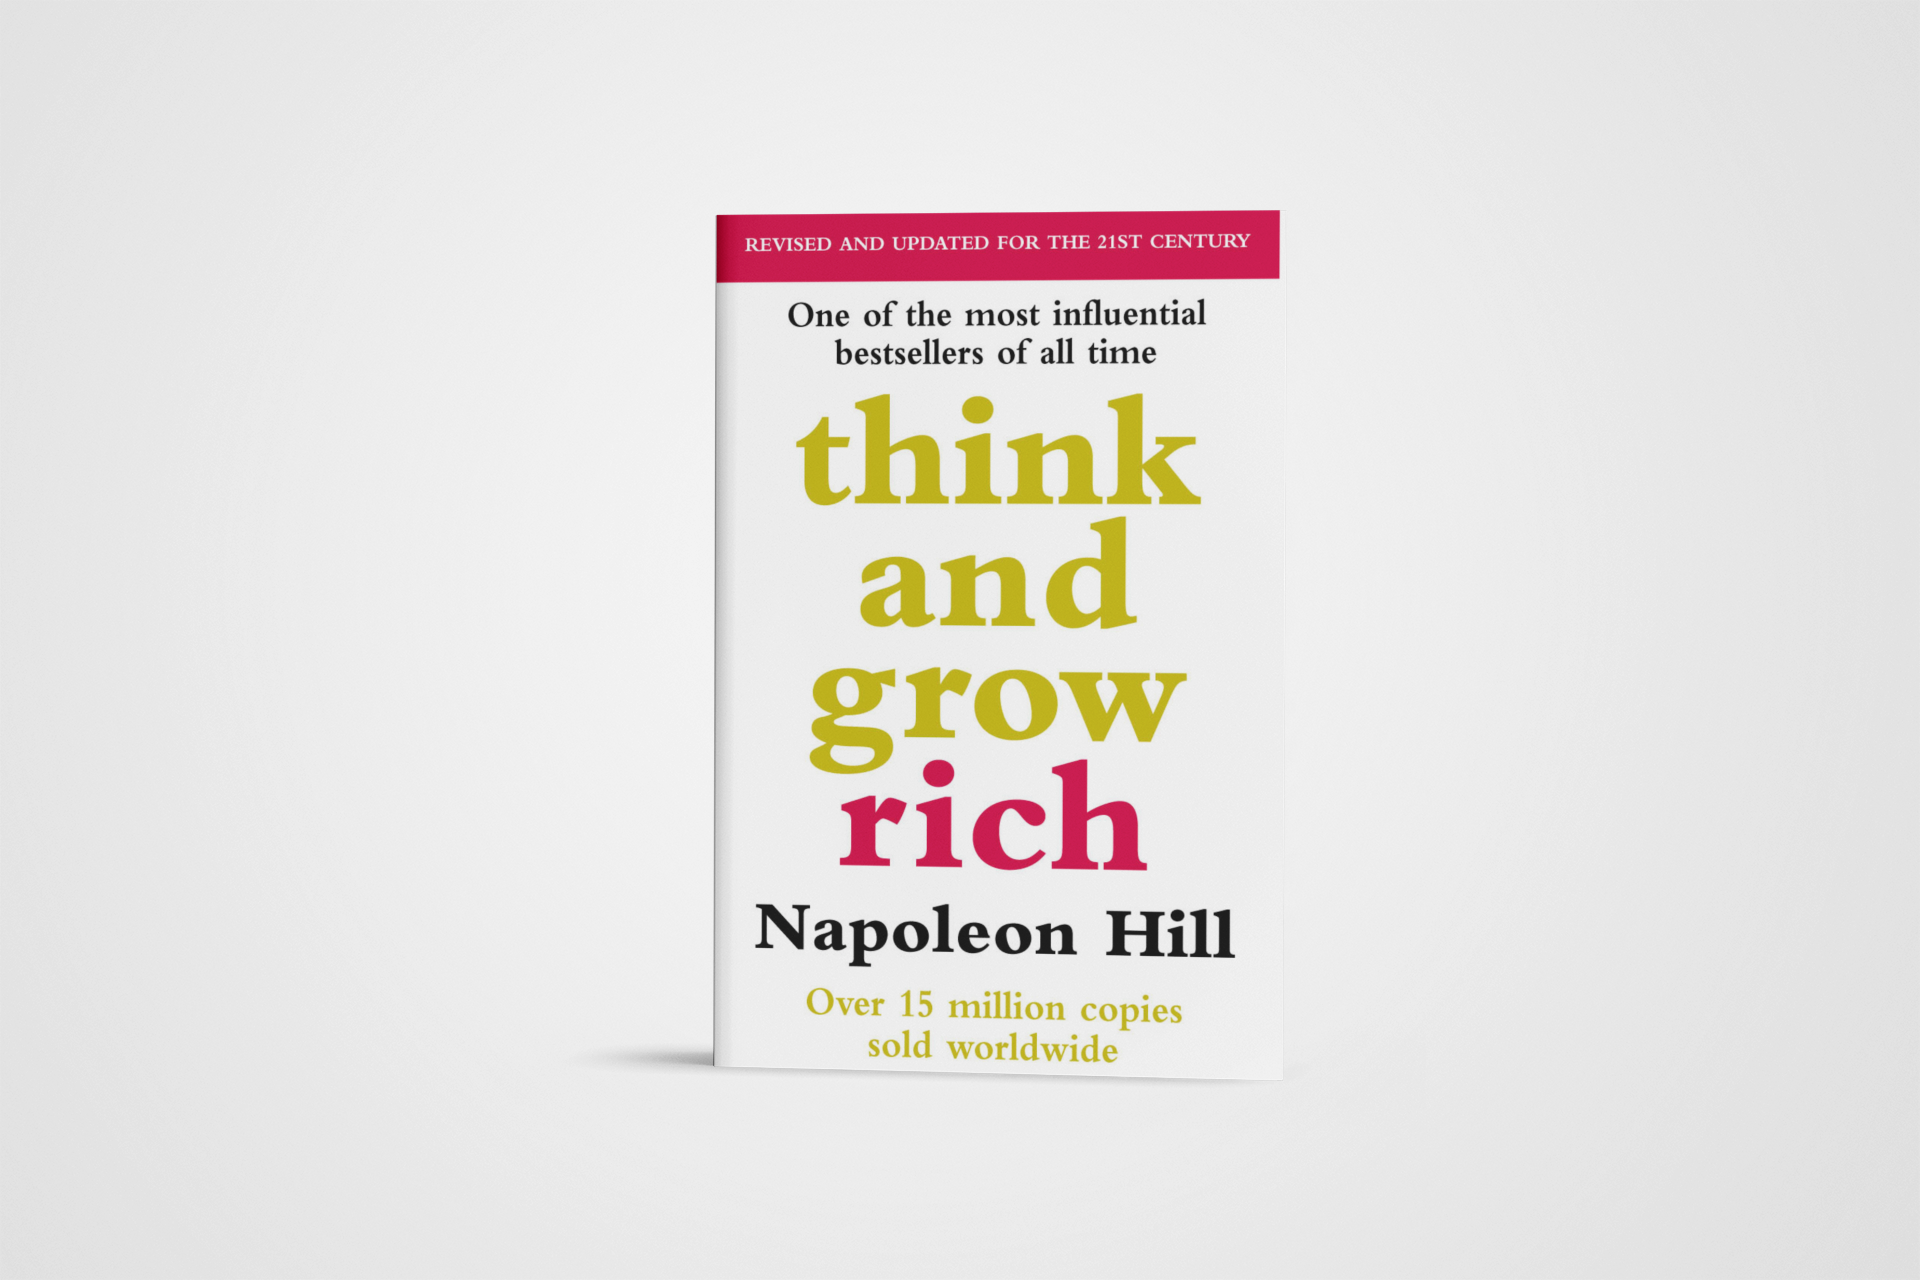 REVISED AND UPDATED FOR THE 21ST CENTURY
One of the most influential
bestsellers of all time
think
and
grow
rich
Napoleon Hill
Over 15 million copies
sold worldwide